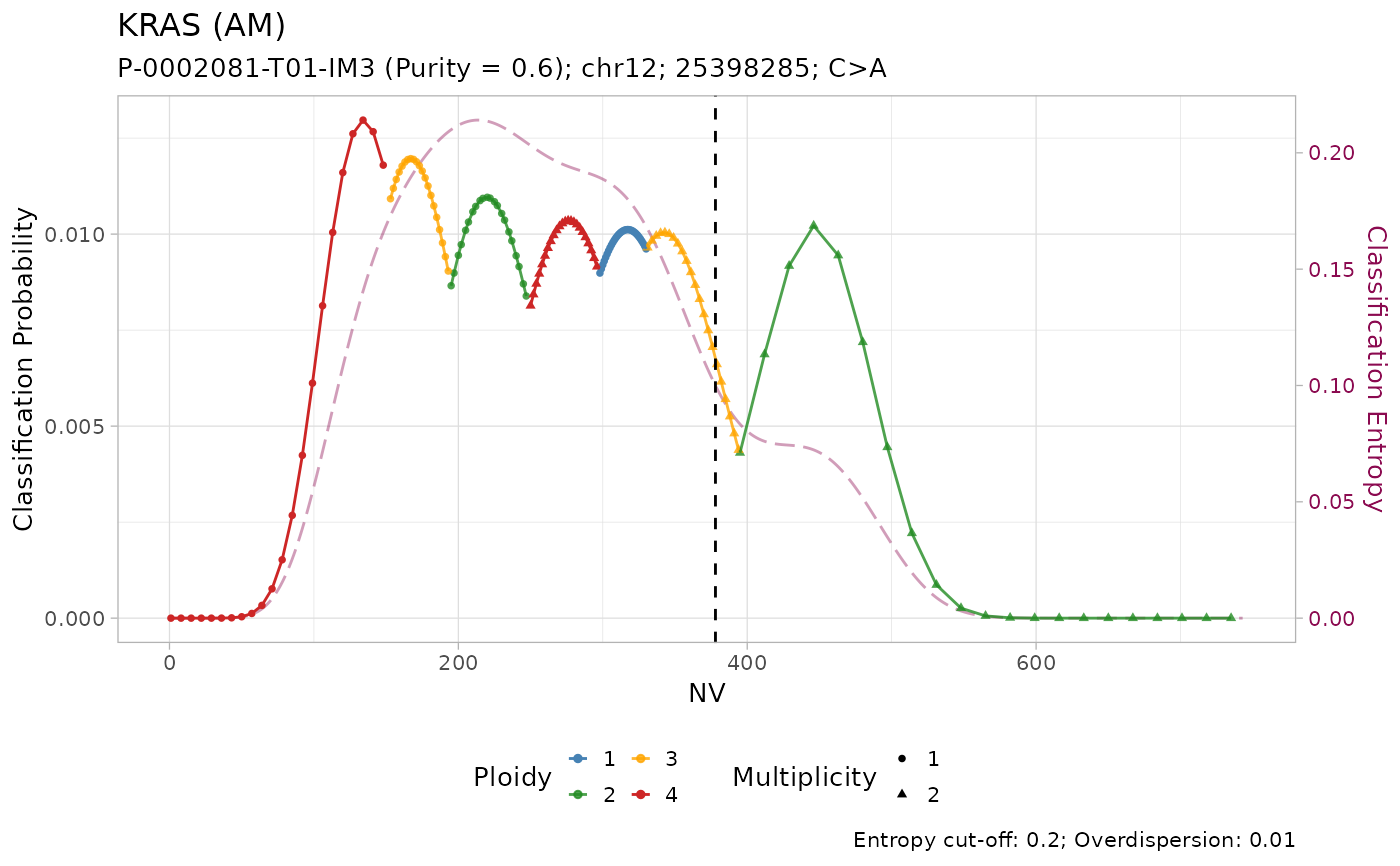 KRAS (AM)
P-0002081-T01-IM3 (Purity = 0.6); chr12; 25398285; C>A
Classification Probability
0.010
0.005
0.000
0.20
0.15
0.10
0.05
0.00
Classification Entropy
0 200 400 600
NV
Ploidy 1 3 Multiplicity 1
2 4 2
Entropy cut-off: 0.2; Overdispersion: 0.01